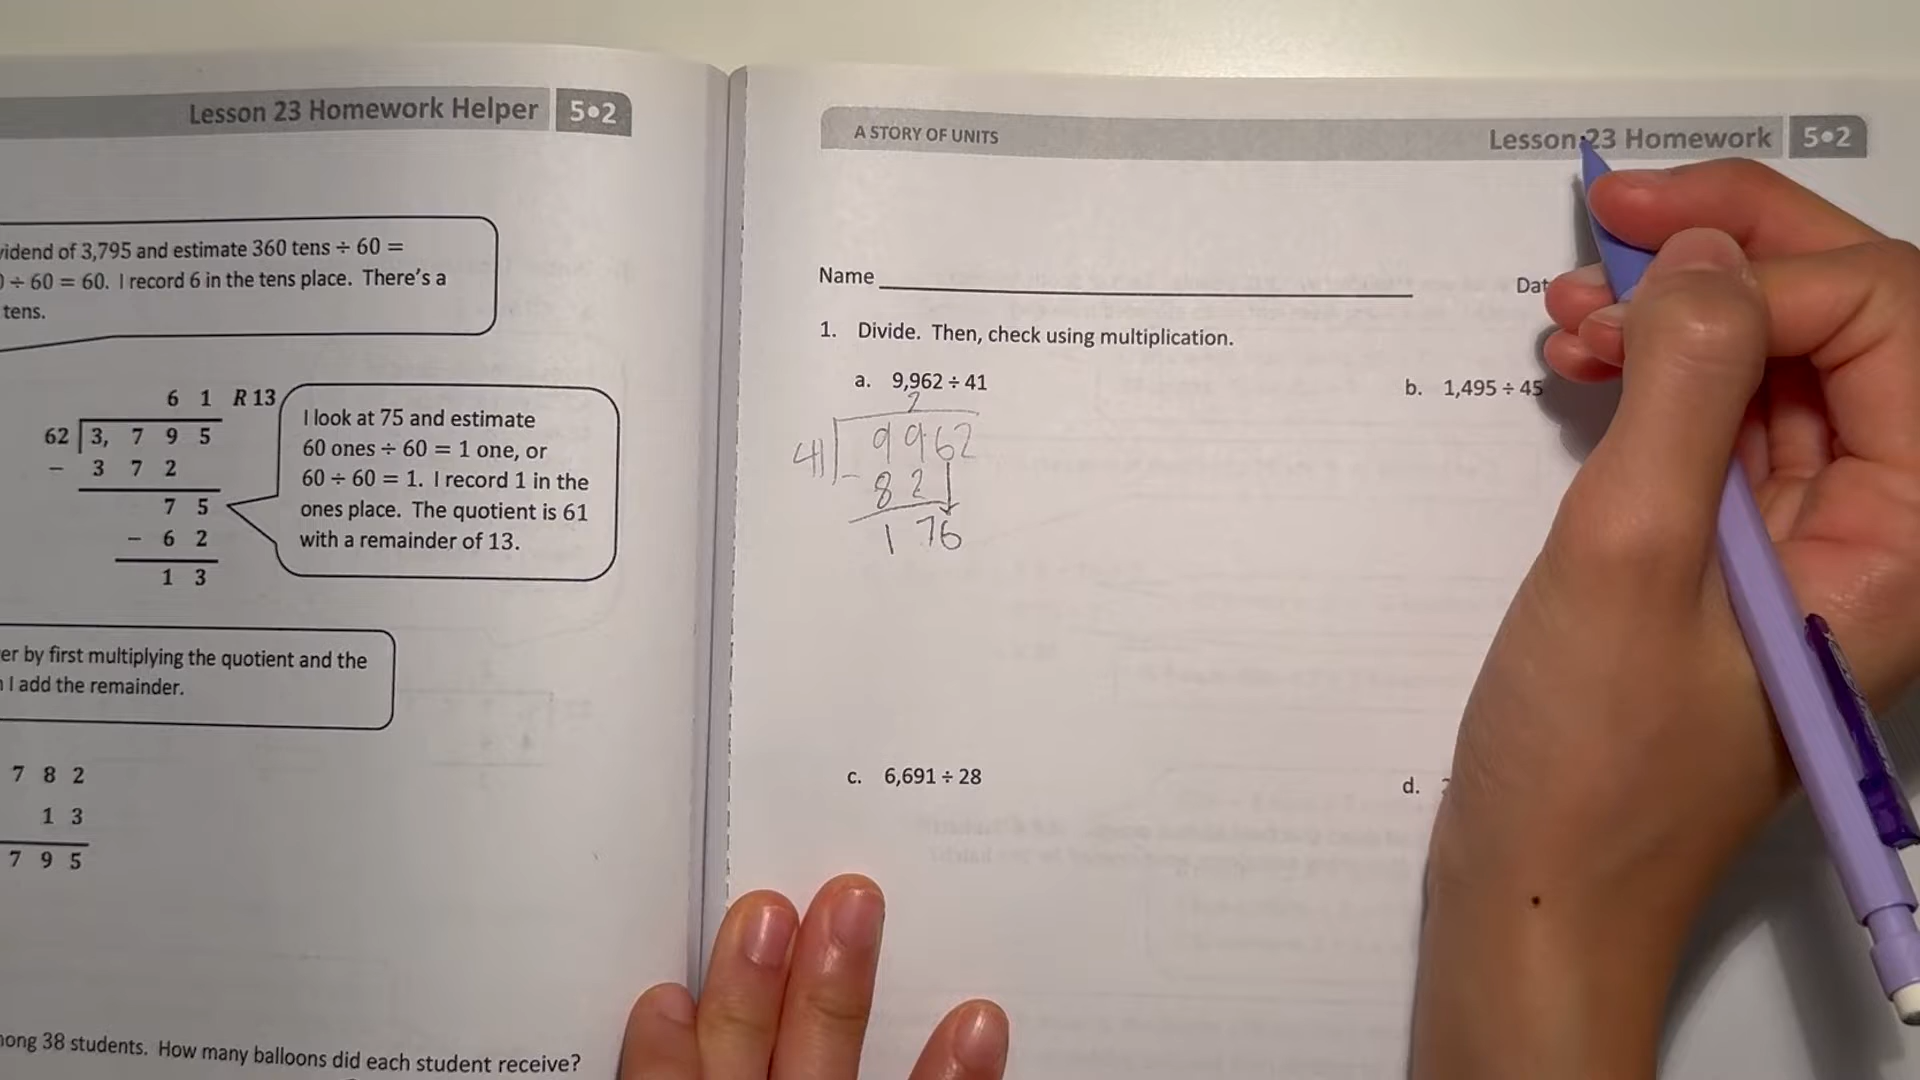 Lesson 23 Homework Helper 5•2
dividend of 3,795 and estimate 360 tens ÷ 60 =
÷ 60 = 60. I record 6 in the tens place. There's a
tens.
6 1 R 13
62 3, 7 9 5
− 3 7 2
7 5
− 6 2
1 3
I look at 75 and estimate
60 ones ÷ 60 = 1 one, or
60 ÷ 60 = 1. I record 1 in the
ones place. The quotient is 61
with a remainder of 13.
by first multiplying the quotient and the
I add the remainder.
7 8 2
1 3
7 9 5
38 students. How many balloons did each student receive?
A STORY OF UNITS
Lesson 23 Homework 5•2
Name
1. Divide. Then, check using multiplication.
a. 9,962 ÷ 41
2
41 9962
− 82
176
b. 1,495 ÷ 45
c. 6,691 ÷ 28
d.